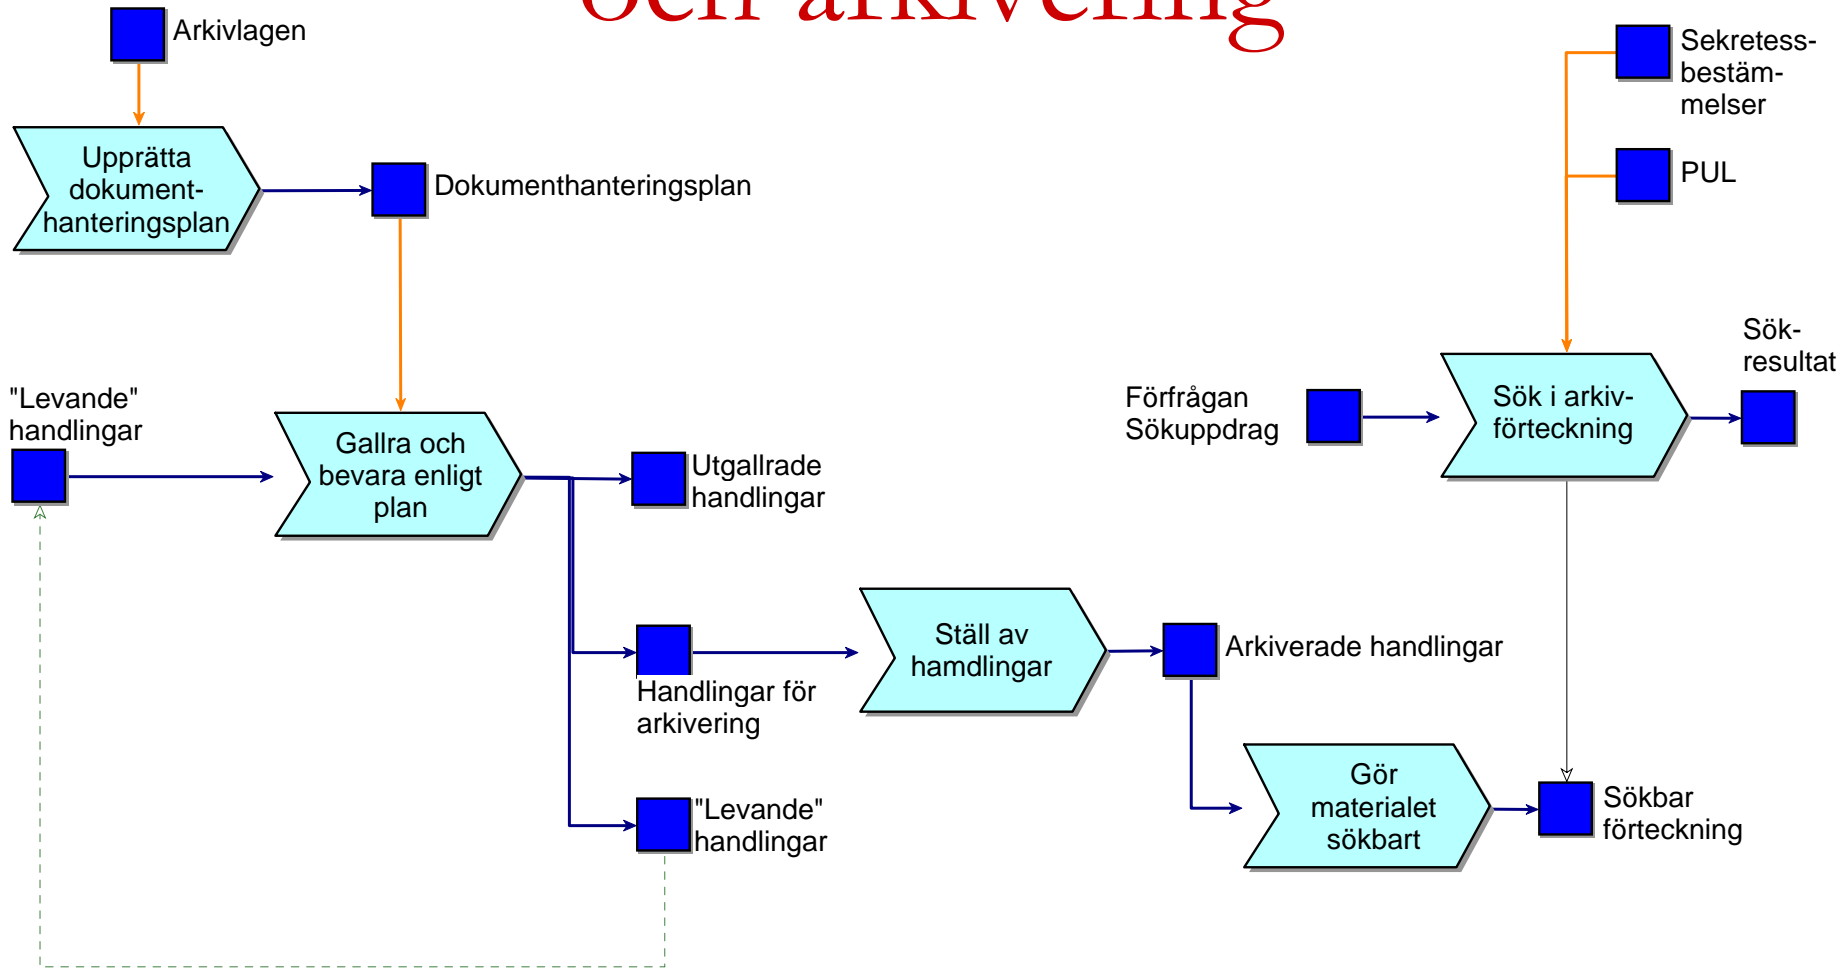 och arkivering
Arkivlagen
Sekretess-
bestäm-
melser
Upprätta
dokument-
hanteringsplan
Dokumenthanteringsplan
PUL
Sök-
resultat
"Levande"
handlingar
Förfrågan
Sökuppdrag
Sök i arkiv-
förteckning
Gallra och
bevara enligt
plan
Utgallrade
handlingar
Ställ av
hamdlingar
Arkiverade handlingar
Handlingar för
arkivering
Gör
materialet
sökbart
Sökbar
förteckning
"Levande"
handlingar